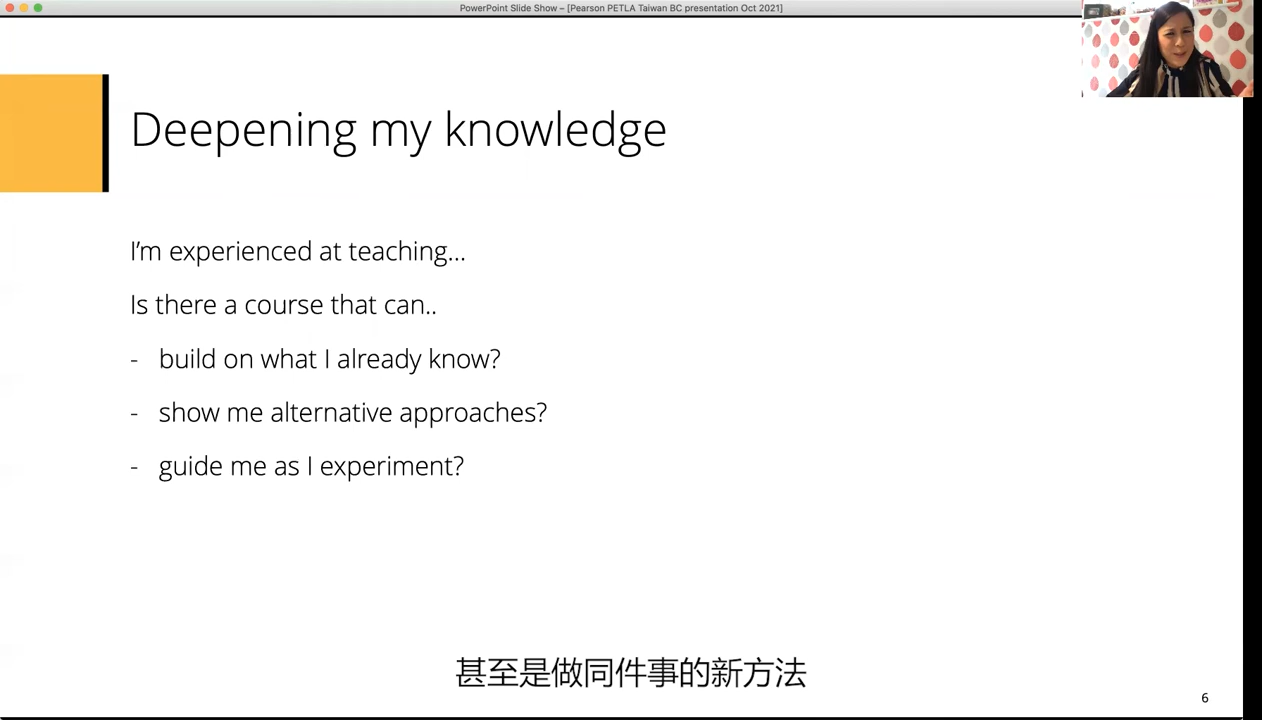 PowerPoint Slide Show – [Pearson PETLA Taiwan BC presentation Oct 2021]
Deepening my knowledge
I'm experienced at teaching...
Is there a course that can..
- build on what I already know?
- show me alternative approaches?
- guide me as I experiment?
甚至是做同件事的新方法
6